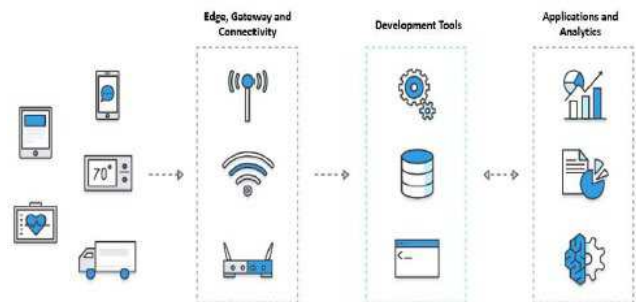 Edge, Gateway and
Connectivity
Development Tools
Applications and
Analytics
70°